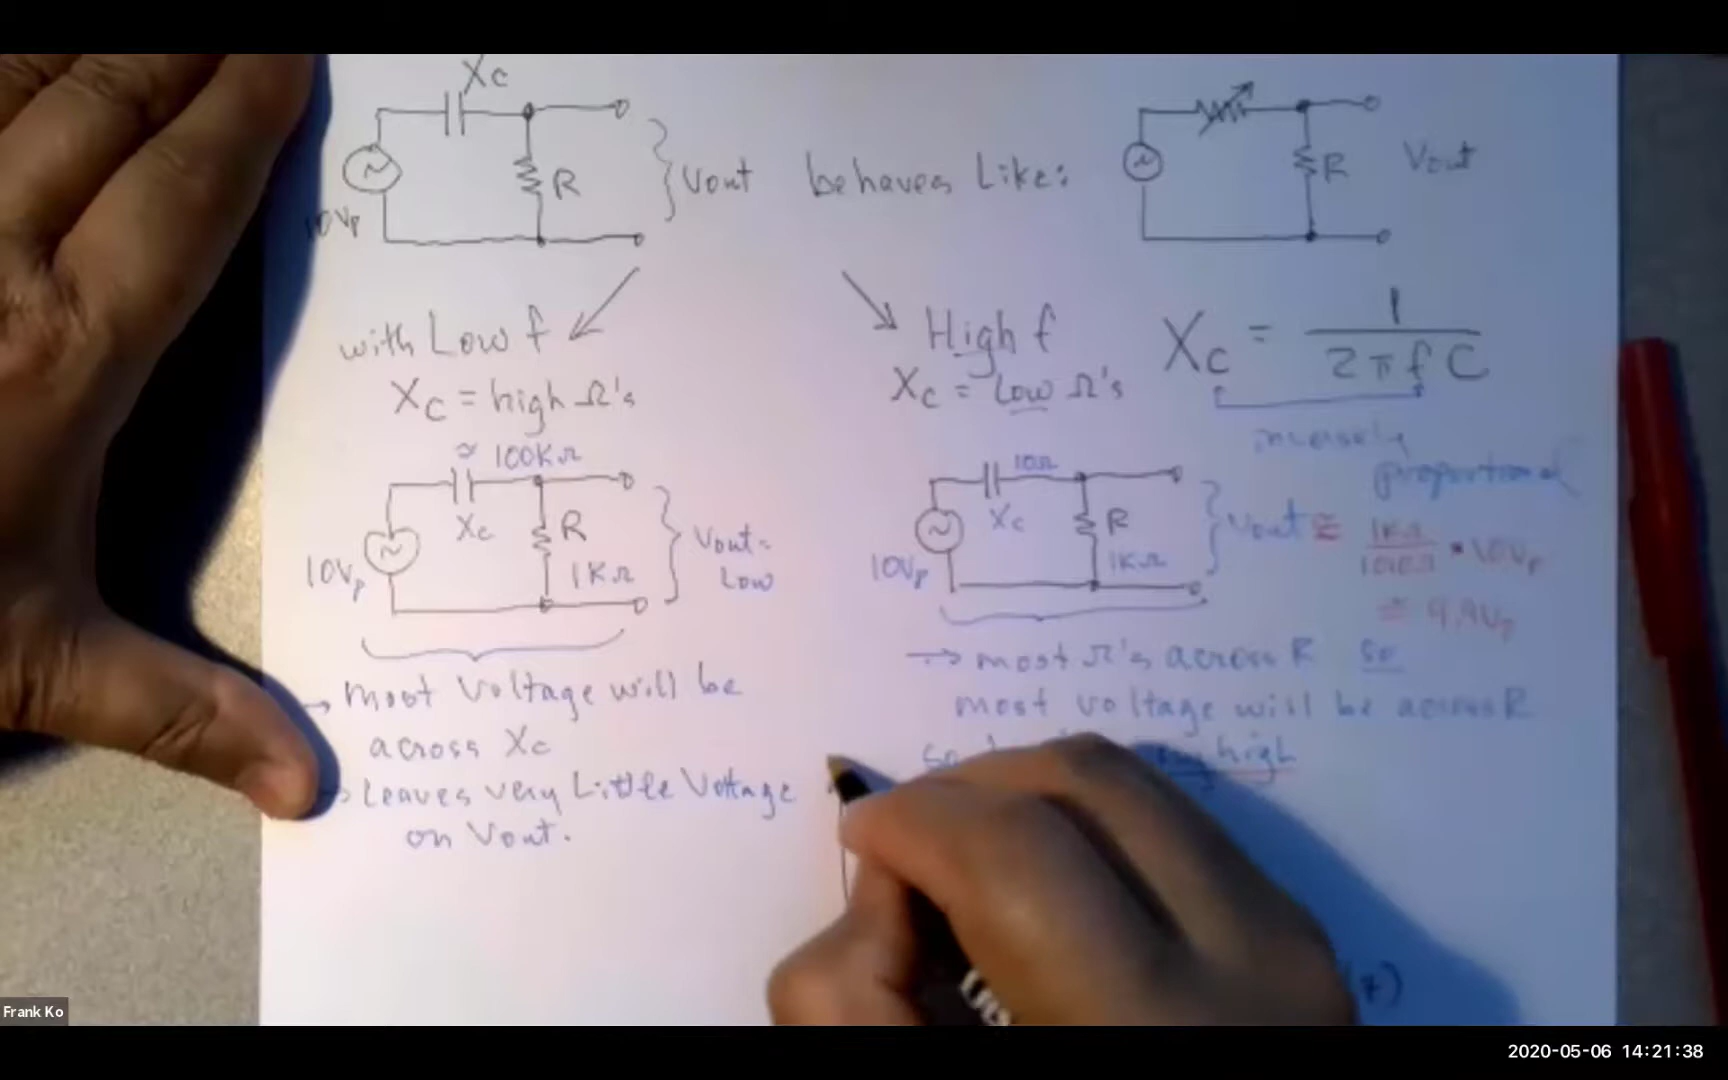 Xc
R
10Vp
} Vout
behaves Like:
R
Vout
with Low f
Xc = high Ω's
≈ 100KΩ
Xc
R
1KΩ
10Vp
Vout =
Low
→ most voltage will be
across Xc
→ Leaves very Little Voltage
on Vout.
High f
Xc = Low Ω's
Xc = 1 / 2πfC
inversely
proportional
10Ω
Xc
R
1KΩ
10Vp
Vout ≅ 1KΩ / 1010Ω • 10Vp
≅ 9.9Vp
→ most Ω's across R so
most voltage will be across R
so high
Frank Ko
2020-05-06 14:21:38